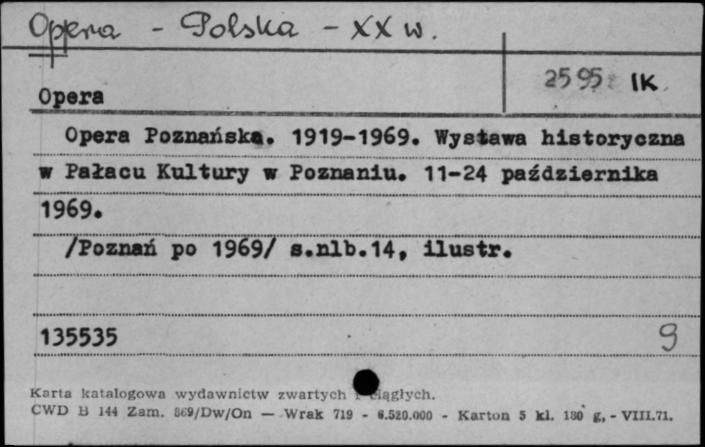 Opera - Polska - XX w.
2595 IK
Opera
Opera Poznańska. 1919-1969. Wystawa historyczna
w Pałacu Kultury w Poznaniu. 11-24 października
1969.
/Poznań po 1969/ s.nlb.14, ilustr.
135535 9
Karta katalogowa wydawnictw zwartych i ciągłych.
CWD B 144 Zam. 869/Dw/On — Wrak 719 - 8.520.000 - Karton 5 kl. 180 g, - VIII.71.